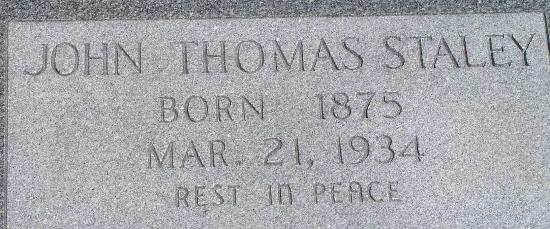 JOHN THOMAS STALEY
BORN 1875
MAR. 21, 1934
REST IN PEACE